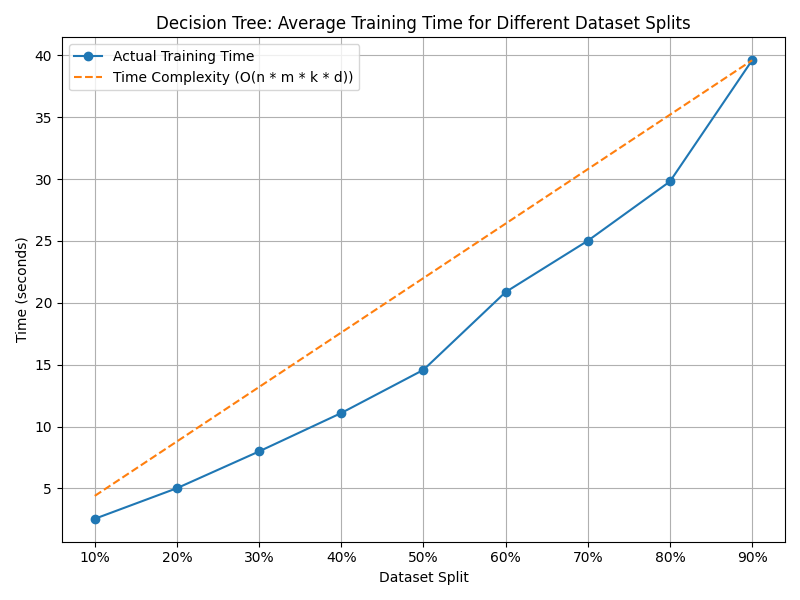 Decision Tree: Average Training Time for Different Dataset Splits
Actual Training Time
Time Complexity (O(n * m * k * d))
Time (seconds)
40
35
30
25
20
15
10
5
10% 20% 30% 40% 50% 60% 70% 80% 90%
Dataset Split